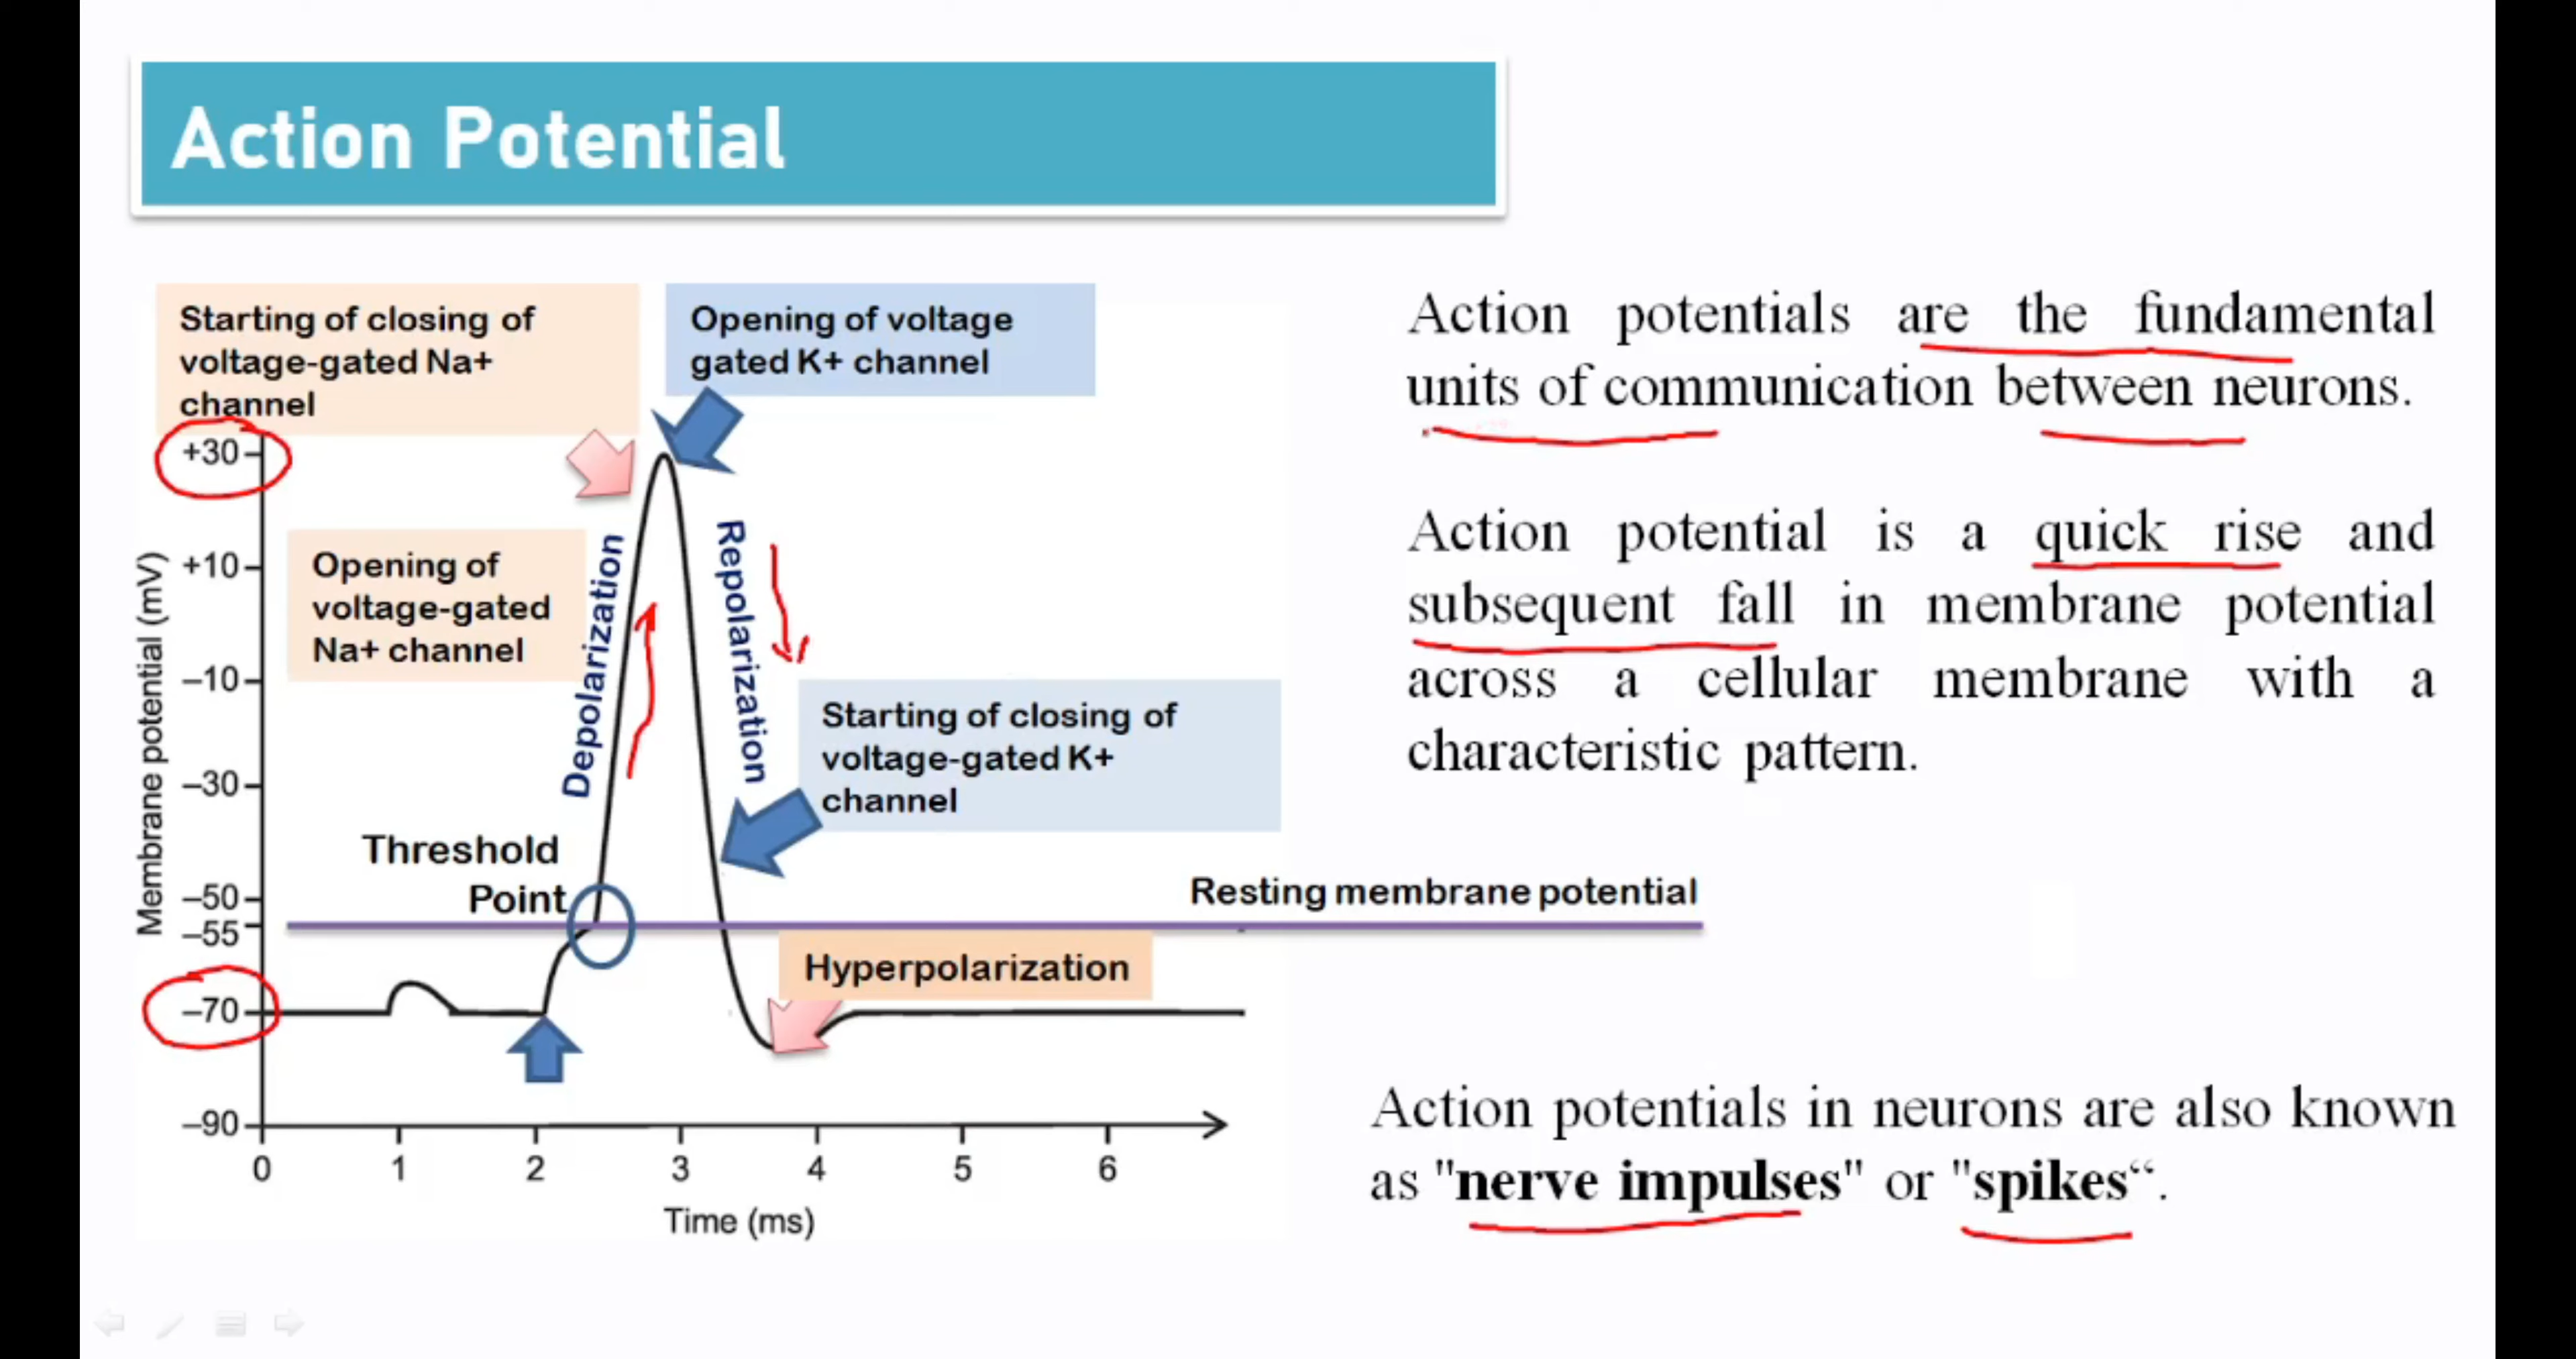 Action Potential
Starting of closing of
voltage-gated Na+
channel
Opening of voltage
gated K+ channel
Action potentials are the fundamental
units of communication between neurons.
+30
Opening of
voltage-gated
Na+ channel
Depolarization
Repolarization
Action potential is a quick rise and
subsequent fall in membrane potential
across a cellular membrane with a
characteristic pattern.
Membrane potential (mV)
+10
–10
–30
–50
–55
–70
–90
Starting of closing of
voltage-gated K+
channel
Threshold
Point
Resting membrane potential
Hyperpolarization
0 1 2 3 4 5 6
Time (ms)
Action potentials in neurons are also known
as "nerve impulses" or "spikes“.